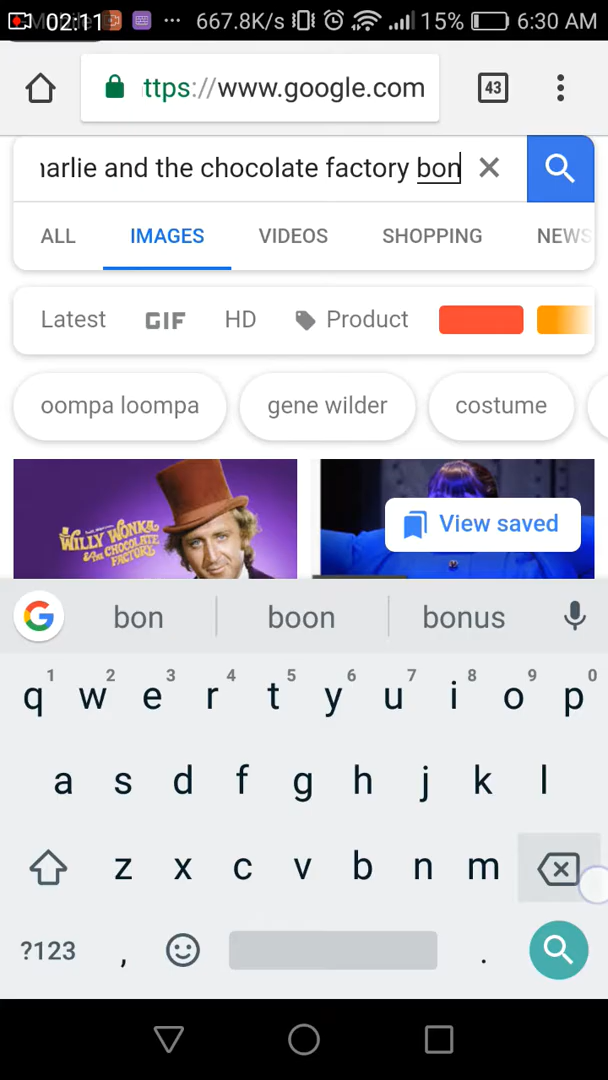 02:11 667.8K/s 15% 6:30 AM
ttps://www.google.com 43
harlie and the chocolate factory bon
ALL IMAGES VIDEOS SHOPPING NEWS
Latest GIF HD Product
oompa loompa gene wilder costume
WILLY WONKA
& THE CHOCOLATE
FACTORY
View saved
G bon boon bonus
1 2 3 4 5 6 7 8 9 0
q w e r t y u i o p
a s d f g h j k l
z x c v b n m
?123 , .